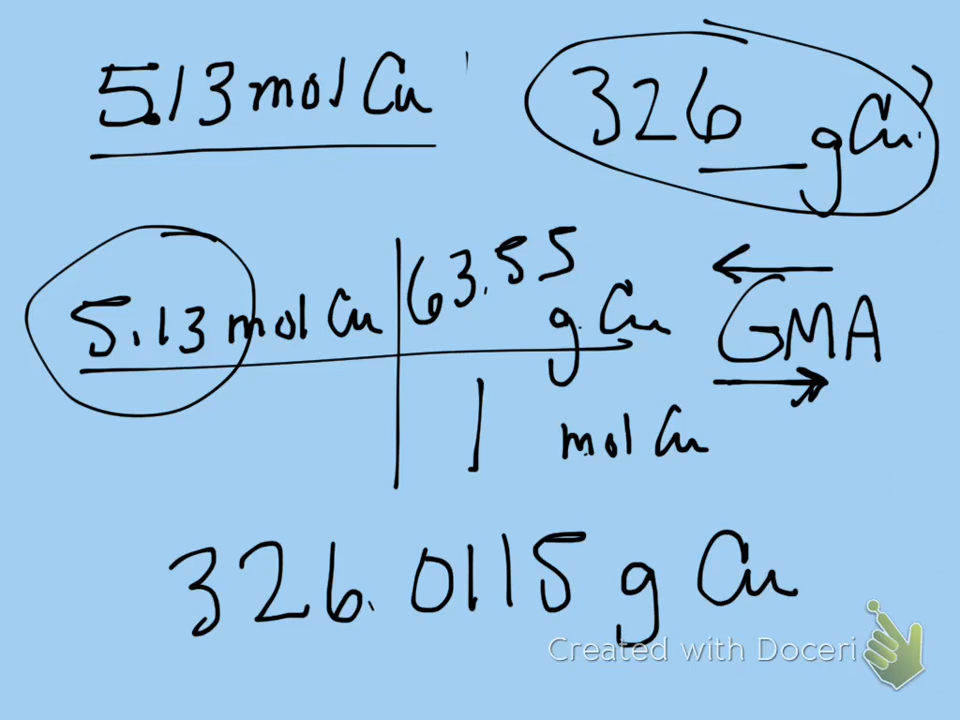 5.13 mol Cu
326 g Cu
5.13 mol Cu 63.55 g Cu
GMA
1 mol Cu
326.0115 g Cu
Created with Doceri